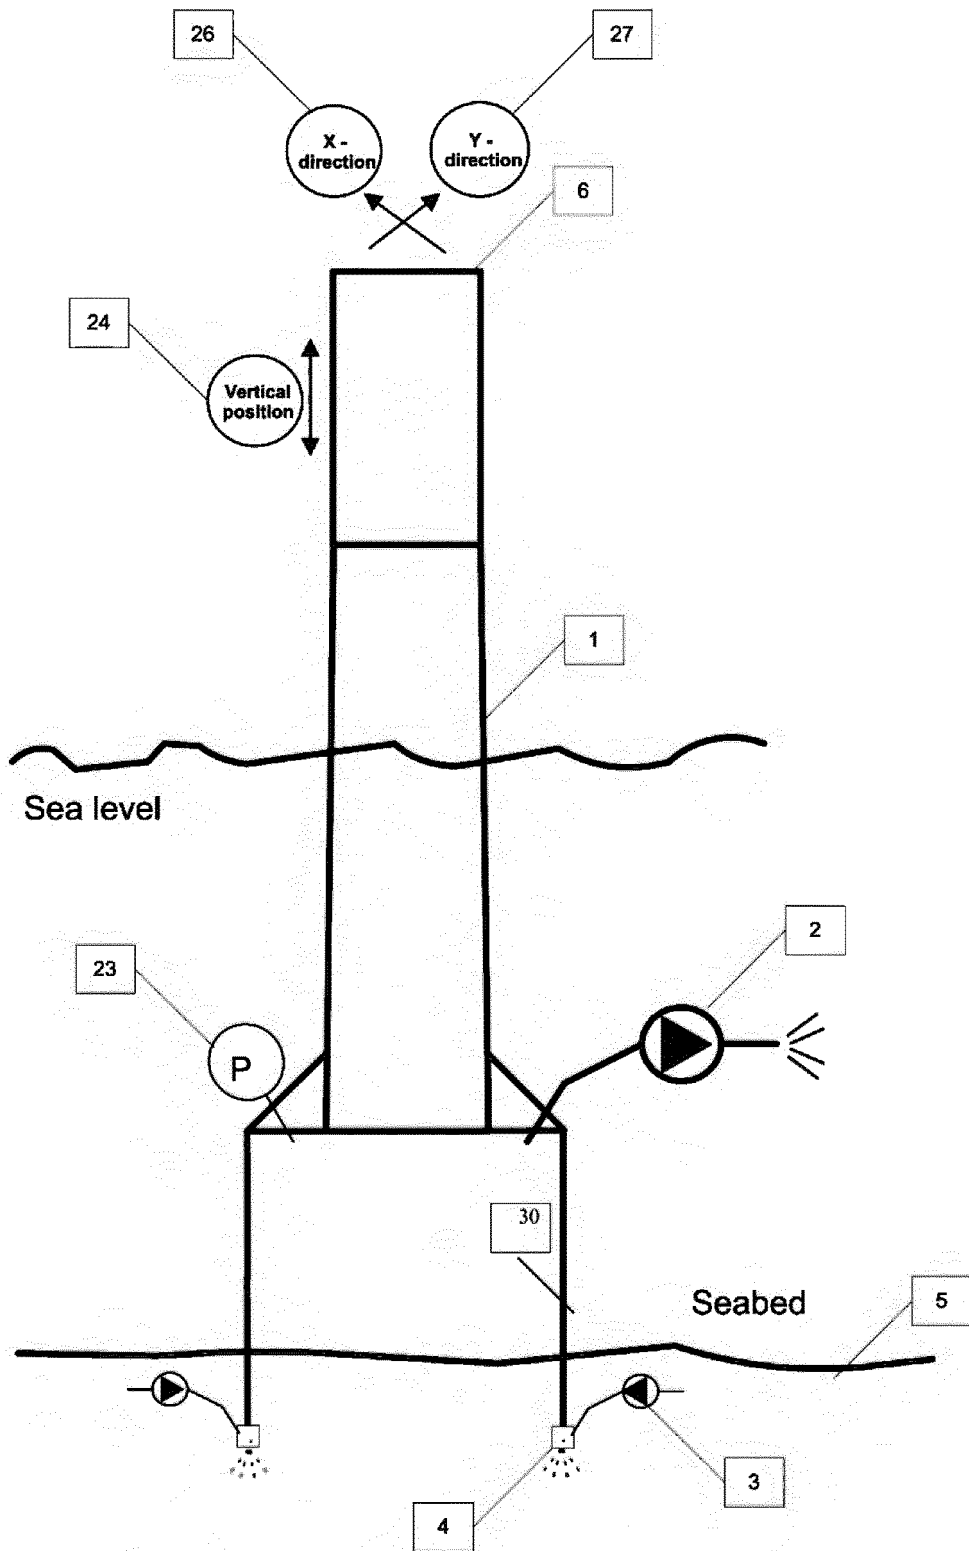 26
27
X -
direction
Y -
direction
6
24
Vertical
position
1
Sea level
2
23
P
30
Seabed
5
3
4